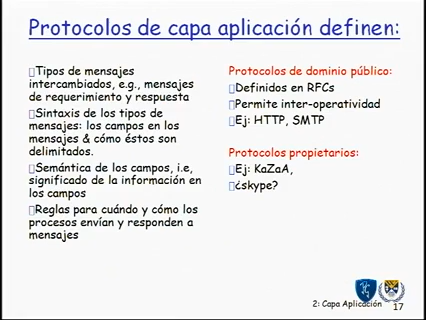 Protocolos de capa aplicación definen:
Tipos de mensajes
intercambiados, e.g., mensajes
de requerimiento y respuesta
Sintaxis de los tipos de
mensajes: los campos en los
mensajes & cómo éstos son
delimitados.
Semántica de los campos, i.e,
significado de la información en
los campos
Reglas para cuándo y cómo los
procesos envían y responden a
mensajes
Protocolos de dominio público:
Definidos en RFCs
Permite inter-operatividad
Ej: HTTP, SMTP
Protocolos propietarios:
Ej: KaZaA,
¿skype?
2: Capa Aplicación 17